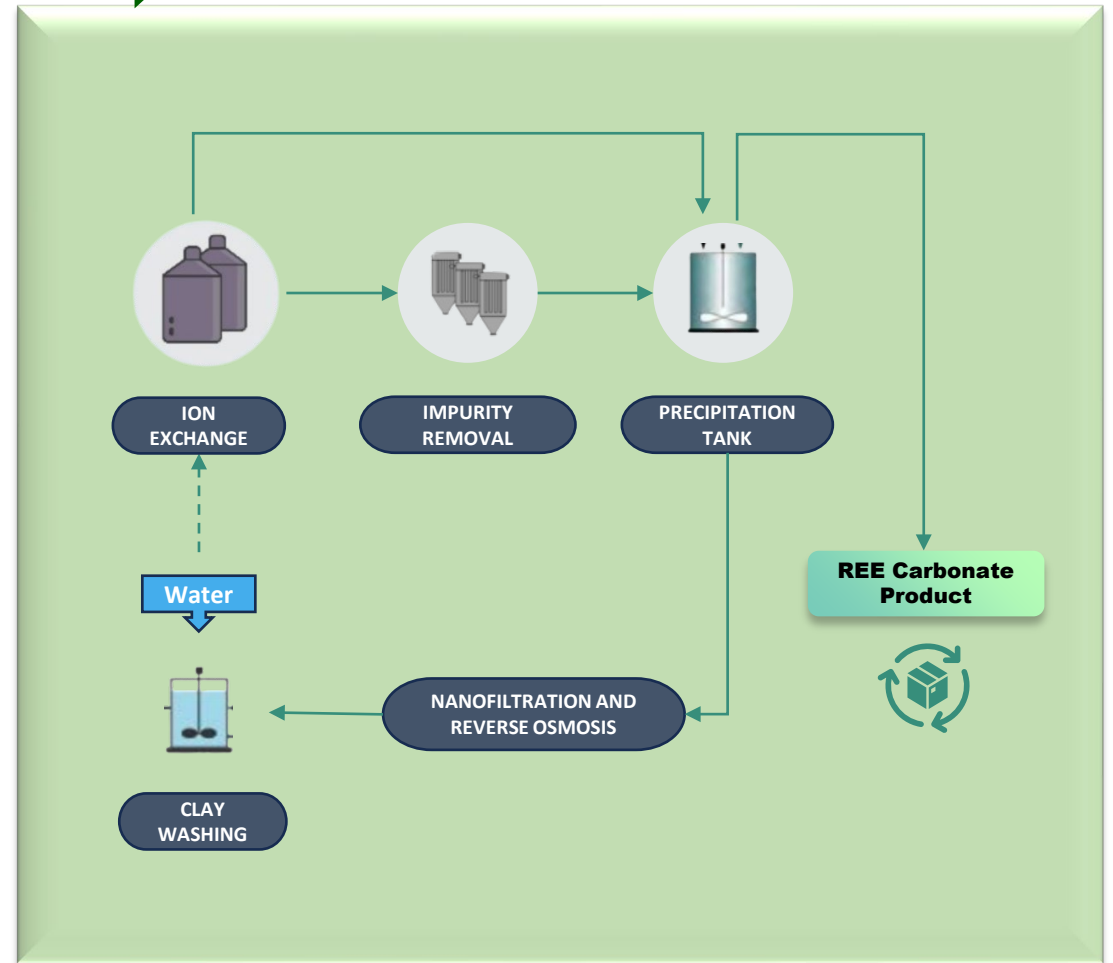 ION
EXCHANGE
IMPURITY
REMOVAL
PRECIPITATION
TANK
Water
REE Carbonate
Product
NANOFILTRATION AND
REVERSE OSMOSIS
CLAY
WASHING